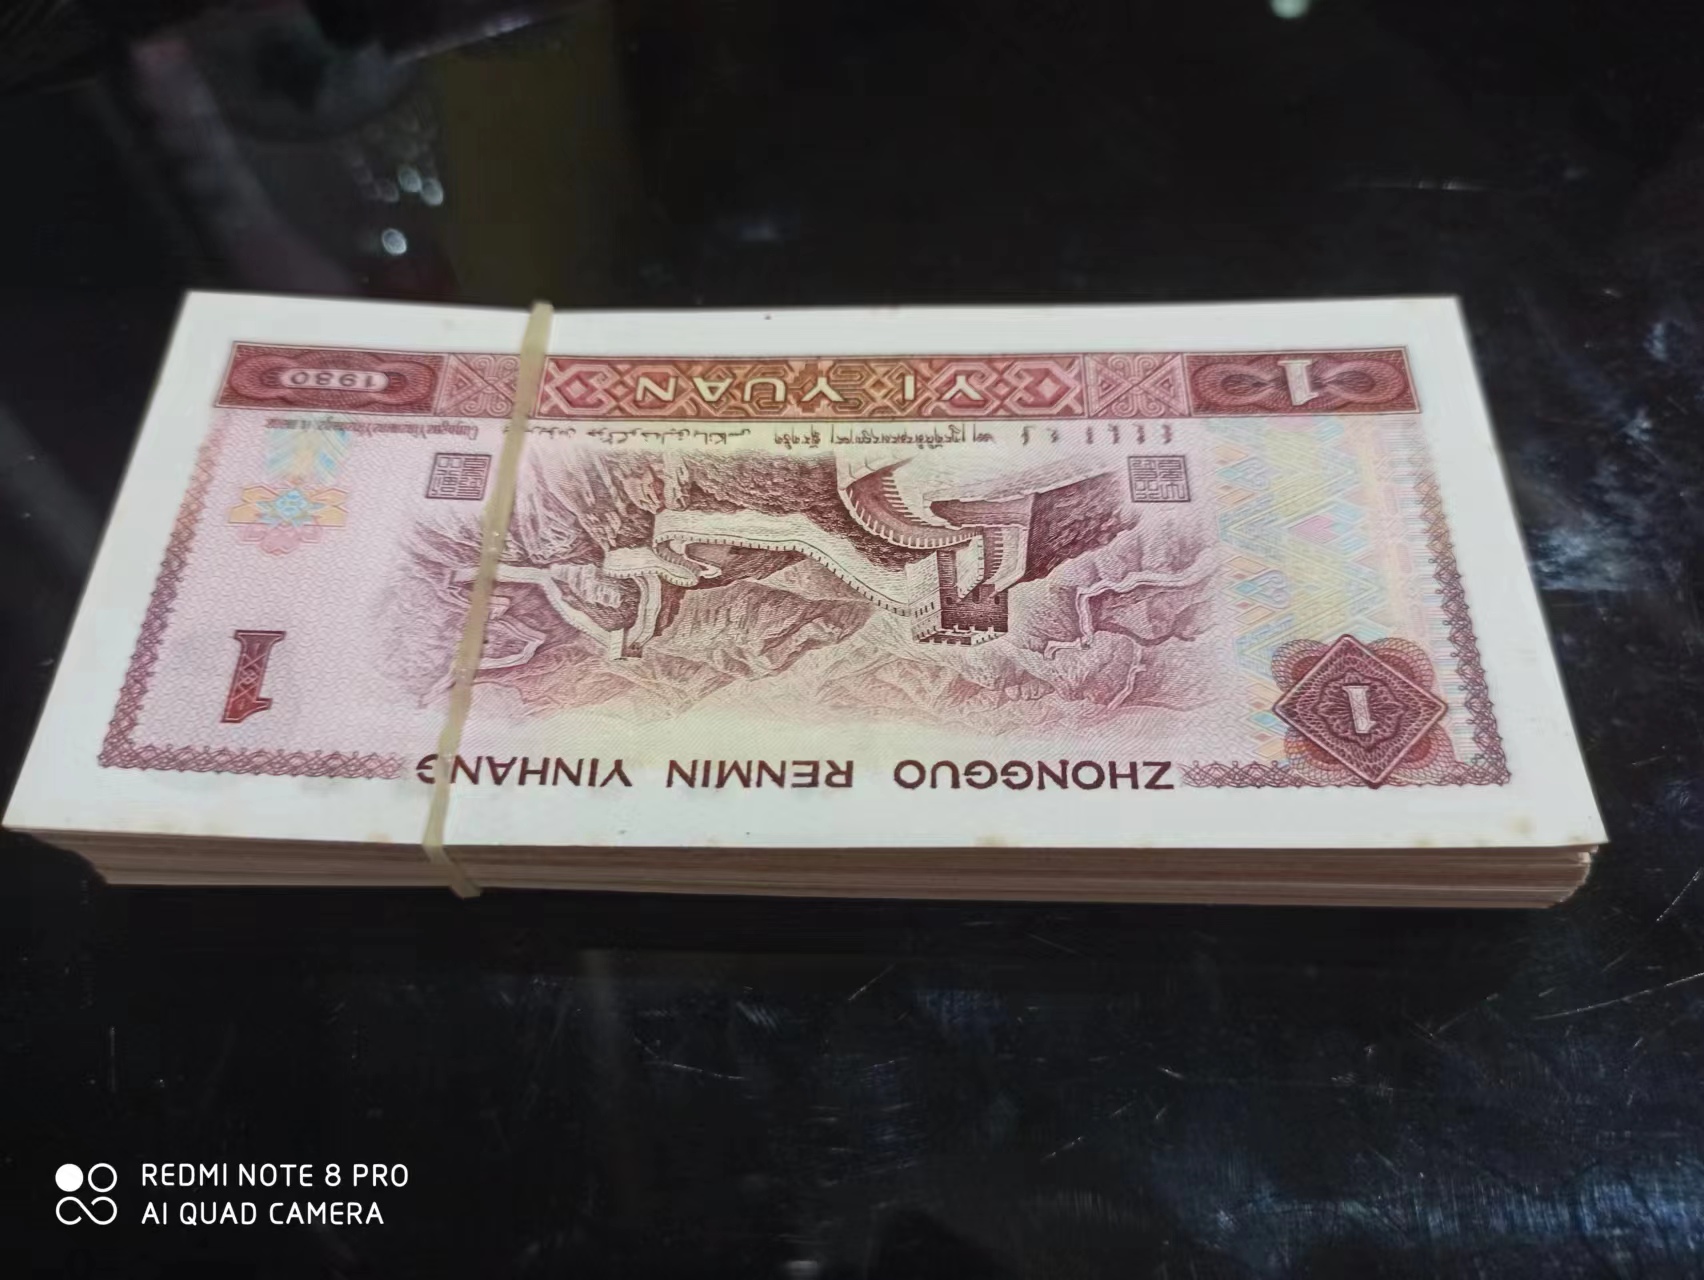 ZHONGGUO RENMIN YINHANG
1
1
YI YUAN
1
1980
REDMI NOTE 8 PRO
AI QUAD CAMERA